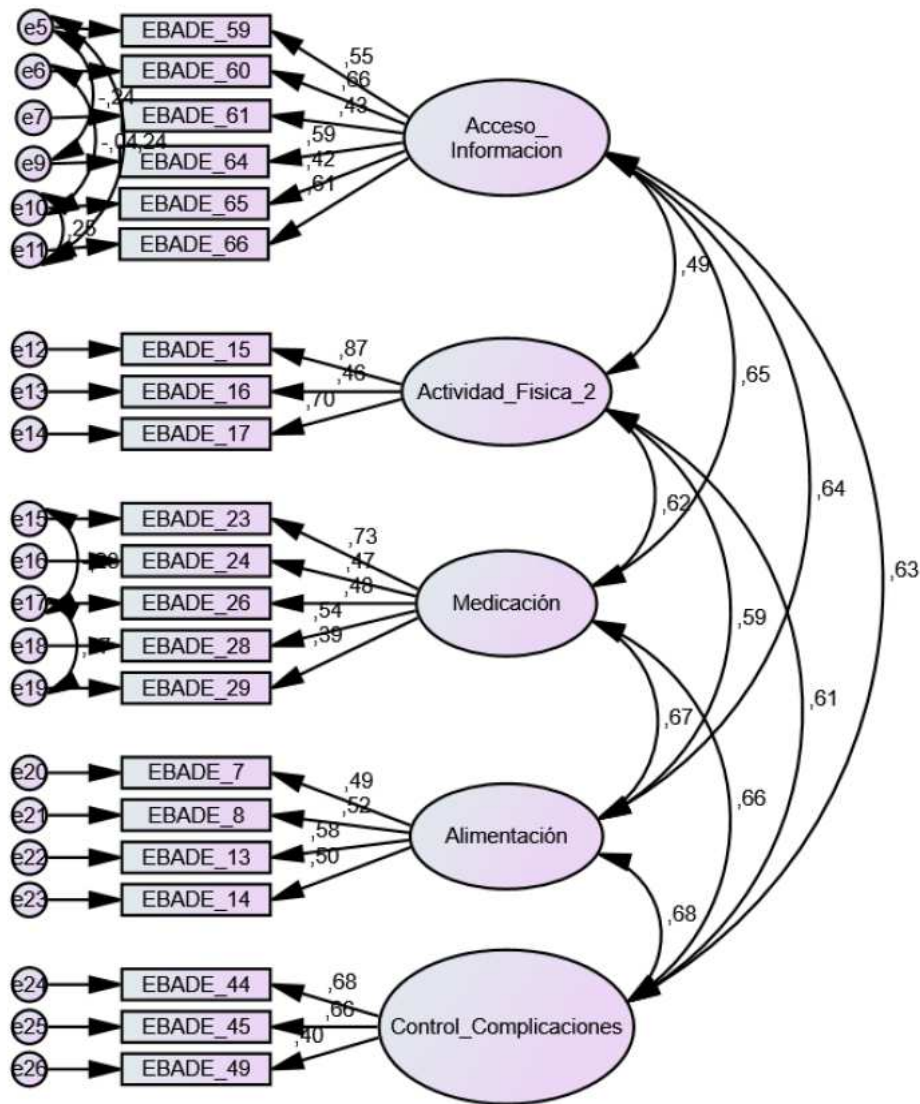 e5
EBADE_59
e6
EBADE_60
e7
EBADE_61
e9
EBADE_64
e10
EBADE_65
e11
EBADE_66
-,24
-,04
,24
,25
,55
,66
,43
,59
,42
,61
Acceso_
Informacion
,49
e12
EBADE_15
e13
EBADE_16
e14
EBADE_17
,87
,46
,70
Actividad_Fisica_2
,65
,64
,63
,62
e15
EBADE_23
e16
EBADE_24
e17
EBADE_26
e18
EBADE_28
e19
EBADE_29
,73
,47
,48
,54
,39
Medicación
,59
,61
,67
,66
e20
EBADE_7
e21
EBADE_8
e22
EBADE_13
e23
EBADE_14
,49
,52
,58
,50
Alimentación
,68
e24
EBADE_44
e25
EBADE_45
e26
EBADE_49
,68
,66
,40
Control_Complicaciones